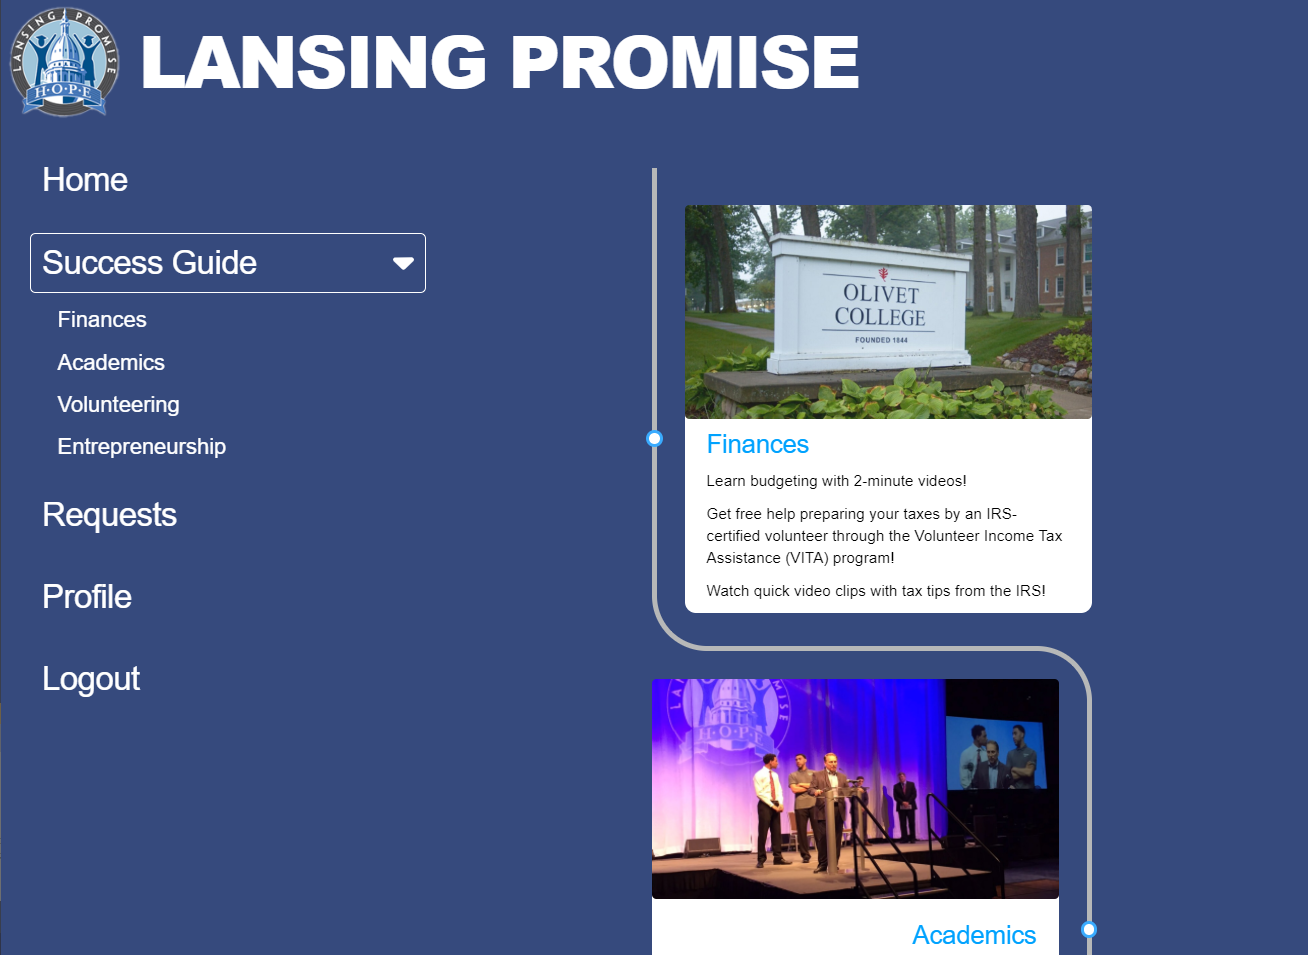 LANSING PROMISE
HOPE
LANSING PROMISE
Home
Success Guide
Finances
Academics
Volunteering
Entrepreneurship
Requests
Profile
Logout
OLIVET
COLLEGE
FOUNDED 1844
Finances
Learn budgeting with 2-minute videos!
Get free help preparing your taxes by an IRS-
certified volunteer through the Volunteer Income Tax
Assistance (VITA) program!
Watch quick video clips with tax tips from the IRS!
HOPE
Academics